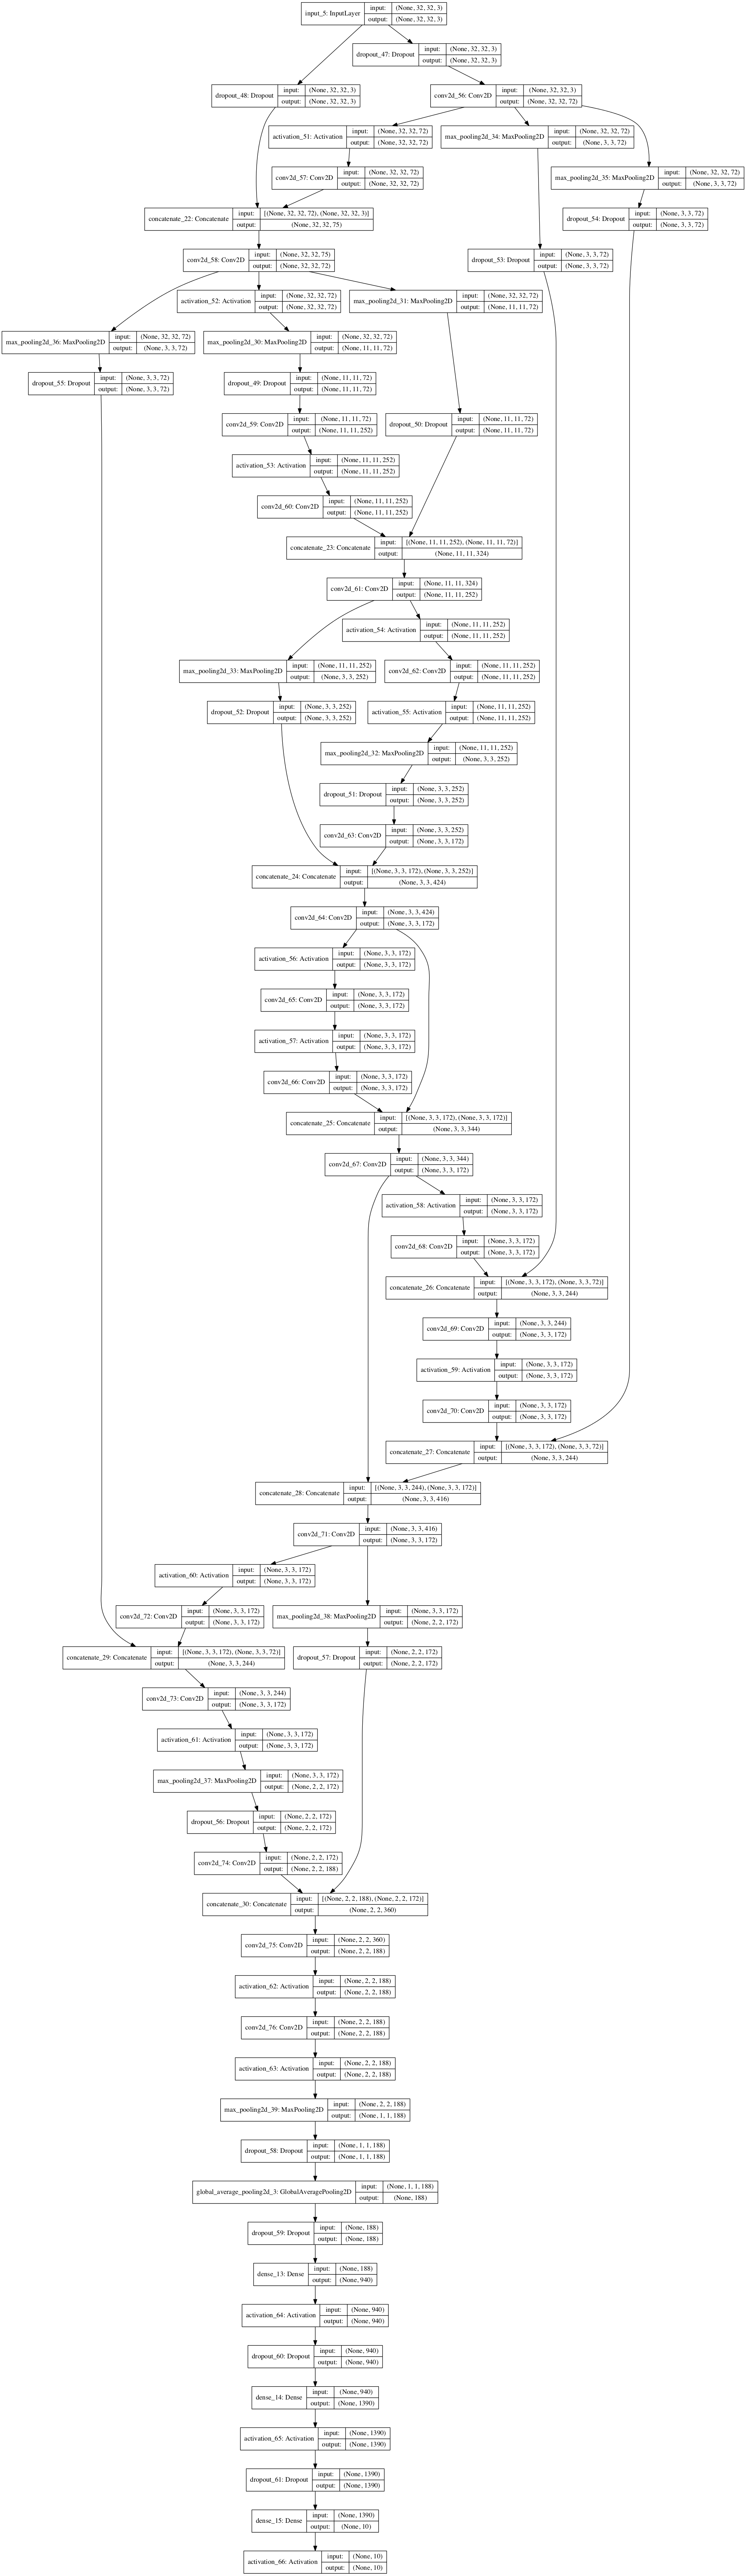 input_5: InputLayer input: (None, 32, 32, 3)
output: (None, 32, 32, 3)
dropout_47: Dropout input: (None, 32, 32, 3)
output: (None, 32, 32, 3)
dropout_48: Dropout input: (None, 32, 32, 3)
output: (None, 32, 32, 3)
conv2d_56: Conv2D input: (None, 32, 32, 3)
output: (None, 32, 32, 72)
activation_51: Activation input: (None, 32, 32, 72)
output: (None, 32, 32, 72)
max_pooling2d_34: MaxPooling2D input: (None, 32, 32, 72)
output: (None, 3, 3, 72)
conv2d_57: Conv2D input: (None, 32, 32, 72)
output: (None, 32, 32, 72)
max_pooling2d_35: MaxPooling2D input: (None, 32, 32, 72)
output: (None, 3, 3, 72)
concatenate_22: Concatenate input: [(None, 32, 32, 72), (None, 32, 32, 3)]
output: (None, 32, 32, 75)
dropout_54: Dropout input: (None, 3, 3, 72)
output: (None, 3, 3, 72)
conv2d_58: Conv2D input: (None, 32, 32, 75)
output: (None, 32, 32, 72)
dropout_53: Dropout input: (None, 3, 3, 72)
output: (None, 3, 3, 72)
activation_52: Activation input: (None, 32, 32, 72)
output: (None, 32, 32, 72)
max_pooling2d_31: MaxPooling2D input: (None, 32, 32, 72)
output: (None, 11, 11, 72)
max_pooling2d_36: MaxPooling2D input: (None, 32, 32, 72)
output: (None, 3, 3, 72)
max_pooling2d_30: MaxPooling2D input: (None, 32, 32, 72)
output: (None, 11, 11, 72)
dropout_55: Dropout input: (None, 3, 3, 72)
output: (None, 3, 3, 72)
dropout_49: Dropout input: (None, 11, 11, 72)
output: (None, 11, 11, 72)
conv2d_59: Conv2D input: (None, 11, 11, 72)
output: (None, 11, 11, 252)
dropout_50: Dropout input: (None, 11, 11, 72)
output: (None, 11, 11, 72)
activation_53: Activation input: (None, 11, 11, 252)
output: (None, 11, 11, 252)
conv2d_60: Conv2D input: (None, 11, 11, 252)
output: (None, 11, 11, 252)
concatenate_23: Concatenate input: [(None, 11, 11, 252), (None, 11, 11, 72)]
output: (None, 11, 11, 324)
conv2d_61: Conv2D input: (None, 11, 11, 324)
output: (None, 11, 11, 252)
activation_54: Activation input: (None, 11, 11, 252)
output: (None, 11, 11, 252)
max_pooling2d_33: MaxPooling2D input: (None, 11, 11, 252)
output: (None, 3, 3, 252)
conv2d_62: Conv2D input: (None, 11, 11, 252)
output: (None, 11, 11, 252)
dropout_52: Dropout input: (None, 3, 3, 252)
output: (None, 3, 3, 252)
activation_55: Activation input: (None, 11, 11, 252)
output: (None, 11, 11, 252)
max_pooling2d_32: MaxPooling2D input: (None, 11, 11, 252)
output: (None, 3, 3, 252)
dropout_51: Dropout input: (None, 3, 3, 252)
output: (None, 3, 3, 252)
conv2d_63: Conv2D input: (None, 3, 3, 252)
output: (None, 3, 3, 172)
concatenate_24: Concatenate input: [(None, 3, 3, 172), (None, 3, 3, 252)]
output: (None, 3, 3, 424)
conv2d_64: Conv2D input: (None, 3, 3, 424)
output: (None, 3, 3, 172)
activation_56: Activation input: (None, 3, 3, 172)
output: (None, 3, 3, 172)
conv2d_65: Conv2D input: (None, 3, 3, 172)
output: (None, 3, 3, 172)
activation_57: Activation input: (None, 3, 3, 172)
output: (None, 3, 3, 172)
conv2d_66: Conv2D input: (None, 3, 3, 172)
output: (None, 3, 3, 172)
concatenate_25: Concatenate input: [(None, 3, 3, 172), (None, 3, 3, 172)]
output: (None, 3, 3, 344)
conv2d_67: Conv2D input: (None, 3, 3, 344)
output: (None, 3, 3, 172)
activation_58: Activation input: (None, 3, 3, 172)
output: (None, 3, 3, 172)
conv2d_68: Conv2D input: (None, 3, 3, 172)
output: (None, 3, 3, 172)
concatenate_26: Concatenate input: [(None, 3, 3, 172), (None, 3, 3, 72)]
output: (None, 3, 3, 244)
conv2d_69: Conv2D input: (None, 3, 3, 244)
output: (None, 3, 3, 172)
activation_59: Activation input: (None, 3, 3, 172)
output: (None, 3, 3, 172)
conv2d_70: Conv2D input: (None, 3, 3, 172)
output: (None, 3, 3, 172)
concatenate_27: Concatenate input: [(None, 3, 3, 172), (None, 3, 3, 72)]
output: (None, 3, 3, 244)
concatenate_28: Concatenate input: [(None, 3, 3, 244), (None, 3, 3, 172)]
output: (None, 3, 3, 416)
conv2d_71: Conv2D input: (None, 3, 3, 416)
output: (None, 3, 3, 172)
activation_60: Activation input: (None, 3, 3, 172)
output: (None, 3, 3, 172)
conv2d_72: Conv2D input: (None, 3, 3, 172)
output: (None, 3, 3, 172)
max_pooling2d_38: MaxPooling2D input: (None, 3, 3, 172)
output: (None, 2, 2, 172)
concatenate_29: Concatenate input: [(None, 3, 3, 172), (None, 3, 3, 72)]
output: (None, 3, 3, 244)
dropout_57: Dropout input: (None, 2, 2, 172)
output: (None, 2, 2, 172)
conv2d_73: Conv2D input: (None, 3, 3, 244)
output: (None, 3, 3, 172)
activation_61: Activation input: (None, 3, 3, 172)
output: (None, 3, 3, 172)
max_pooling2d_37: MaxPooling2D input: (None, 3, 3, 172)
output: (None, 2, 2, 172)
dropout_56: Dropout input: (None, 2, 2, 172)
output: (None, 2, 2, 172)
conv2d_74: Conv2D input: (None, 2, 2, 172)
output: (None, 2, 2, 188)
concatenate_30: Concatenate input: [(None, 2, 2, 188), (None, 2, 2, 172)]
output: (None, 2, 2, 360)
conv2d_75: Conv2D input: (None, 2, 2, 360)
output: (None, 2, 2, 188)
activation_62: Activation input: (None, 2, 2, 188)
output: (None, 2, 2, 188)
conv2d_76: Conv2D input: (None, 2, 2, 188)
output: (None, 2, 2, 188)
activation_63: Activation input: (None, 2, 2, 188)
output: (None, 2, 2, 188)
max_pooling2d_39: MaxPooling2D input: (None, 2, 2, 188)
output: (None, 1, 1, 188)
dropout_58: Dropout input: (None, 1, 1, 188)
output: (None, 1, 1, 188)
global_average_pooling2d_3: GlobalAveragePooling2D input: (None, 1, 1, 188)
output: (None, 188)
dropout_59: Dropout input: (None, 188)
output: (None, 188)
dense_13: Dense input: (None, 188)
output: (None, 940)
activation_64: Activation input: (None, 940)
output: (None, 940)
dropout_60: Dropout input: (None, 940)
output: (None, 940)
dense_14: Dense input: (None, 940)
output: (None, 1390)
activation_65: Activation input: (None, 1390)
output: (None, 1390)
dropout_61: Dropout input: (None, 1390)
output: (None, 1390)
dense_15: Dense input: (None, 1390)
output: (None, 10)
activation_66: Activation input: (None, 10)
output: (None, 10)